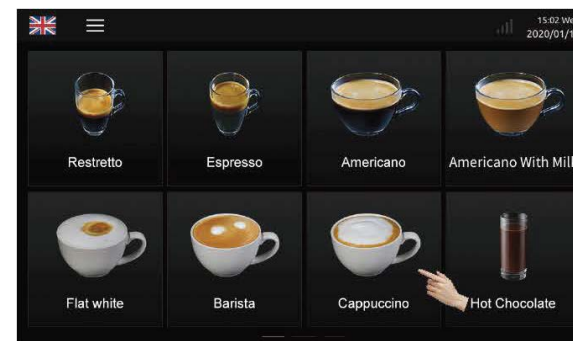 15:02 We
2020/01/1
Restretto
Espresso
Americano
Americano With Mil
Flat white
Barista
Cappuccino
Hot Chocolate